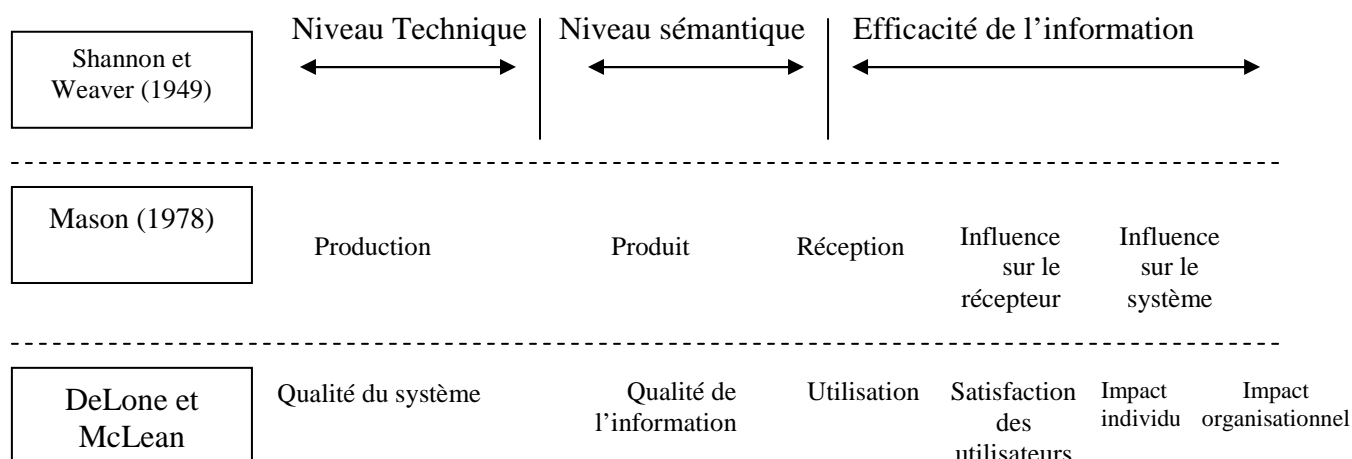 Niveau Technique
Niveau sémantique
Efficacité de l’information
Shannon et
Weaver (1949)
Mason (1978)
Production
Produit
Réception
Influence
sur le
récepteur
Influence
sur le
système
DeLone et
McLean
Qualité du système
Qualité de
l’information
Utilisation
Satisfaction
des
utilisateurs
Impact
individu
Impact
organisationnel